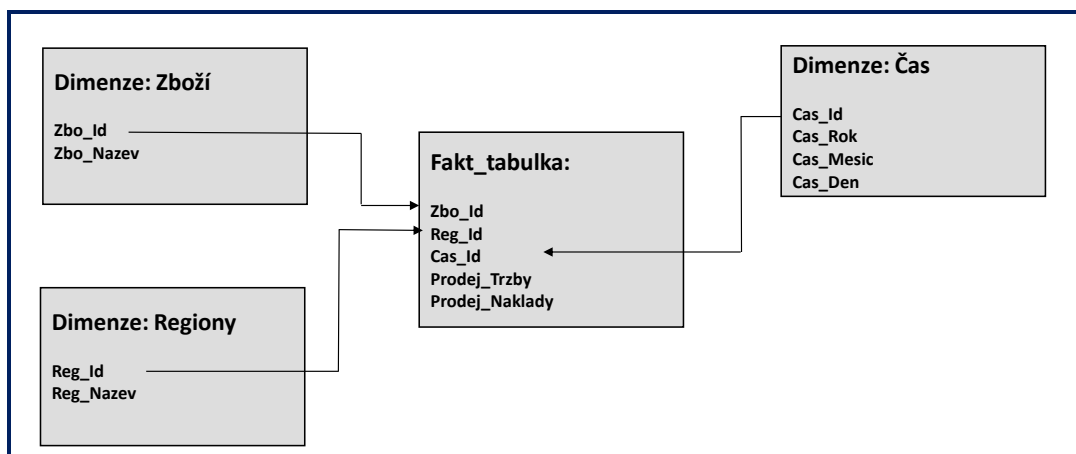 Dimenze: Zboží
Zbo_Id
Zbo_Nazev
Dimenze: Čas
Cas_Id
Cas_Rok
Cas_Mesic
Cas_Den
Fakt_tabulka:
Zbo_Id
Reg_Id
Cas_Id
Prodej_Trzby
Prodej_Naklady
Dimenze: Regiony
Reg_Id
Reg_Nazev